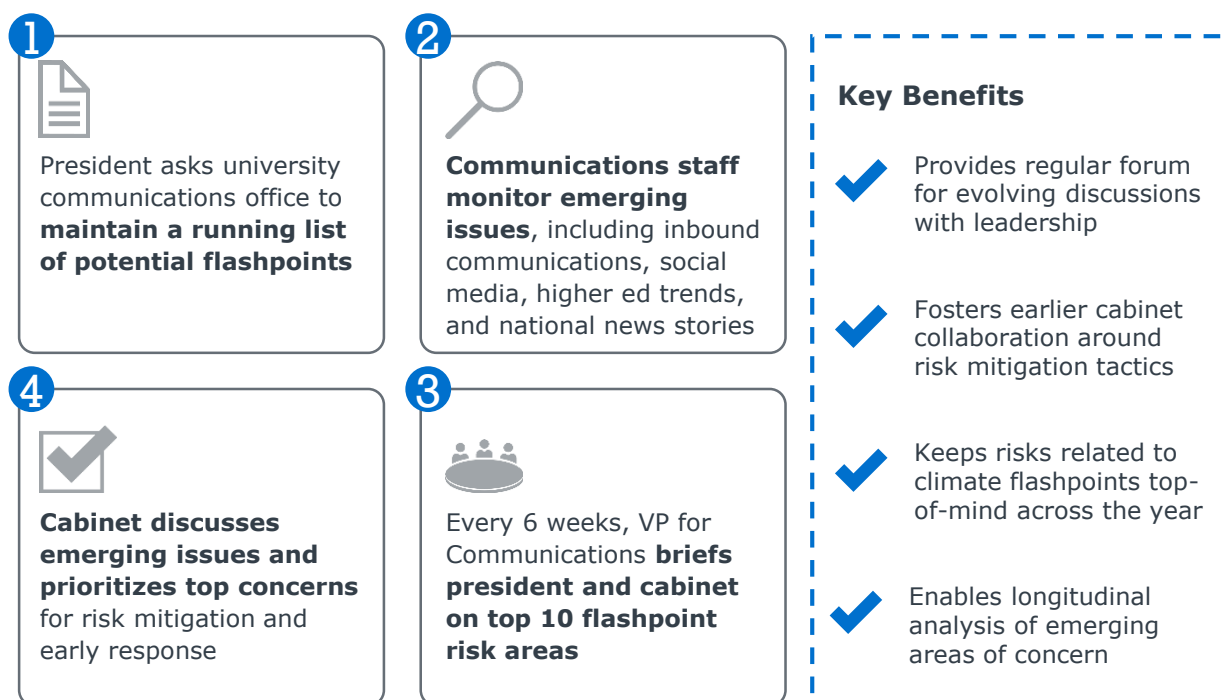 1
President asks university
communications office to
maintain a running list
of potential flashpoints
2
Communications staff
monitor emerging
issues, including inbound
communications, social
media, higher ed trends,
and national news stories
3
Every 6 weeks, VP for
Communications briefs
president and cabinet
on top 10 flashpoint
risk areas
4
Cabinet discusses
emerging issues and
prioritizes top concerns
for risk mitigation and
early response
Key Benefits
Provides regular forum
for evolving discussions
with leadership
Fosters earlier cabinet
collaboration around
risk mitigation tactics
Keeps risks related to
climate flashpoints top-
of-mind across the year
Enables longitudinal
analysis of emerging
areas of concern